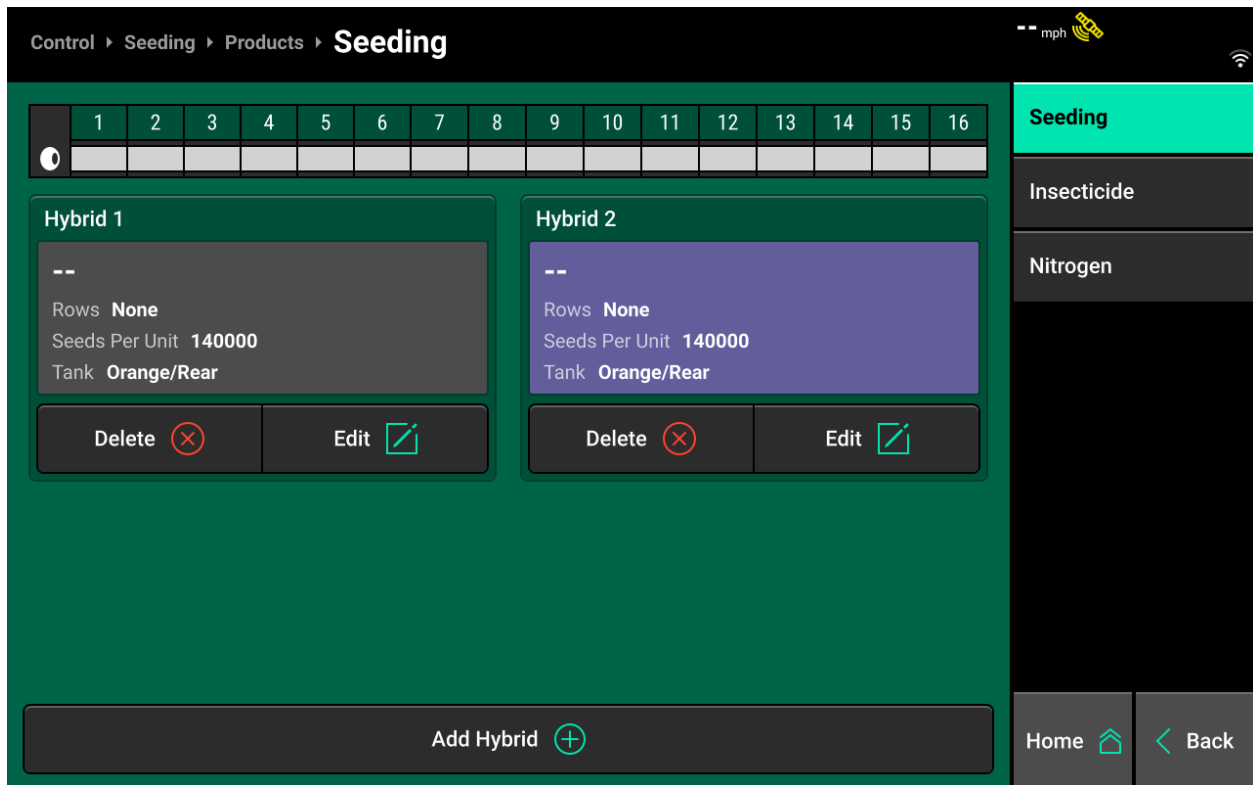 Control Seeding Products Seeding
-- mph
1 2 3 4 5 6 7 8 9 10 11 12 13 14 15 16
Hybrid 1
--
Rows None
Seeds Per Unit 140000
Tank Orange/Rear
Delete Edit
Hybrid 2
--
Rows None
Seeds Per Unit 140000
Tank Orange/Rear
Delete Edit
Add Hybrid
Seeding
Insecticide
Nitrogen
Home Back